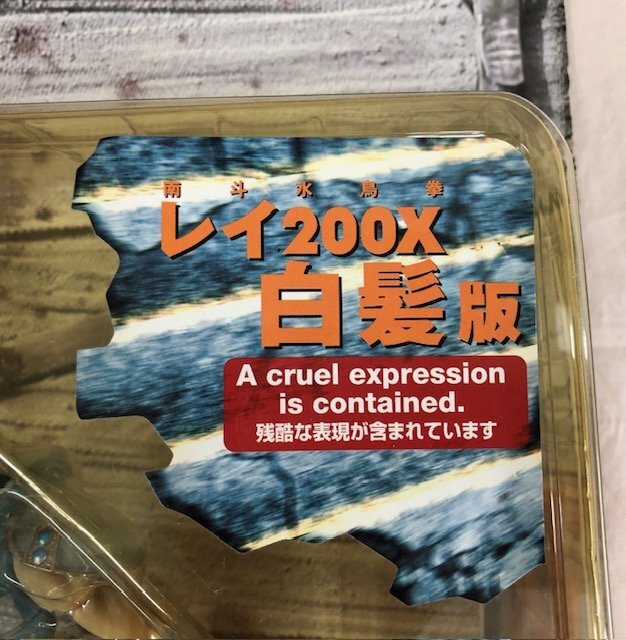 南斗水鳥拳
レイ200X
白髪版
A cruel expression
is contained.
残酷な表現が含まれています